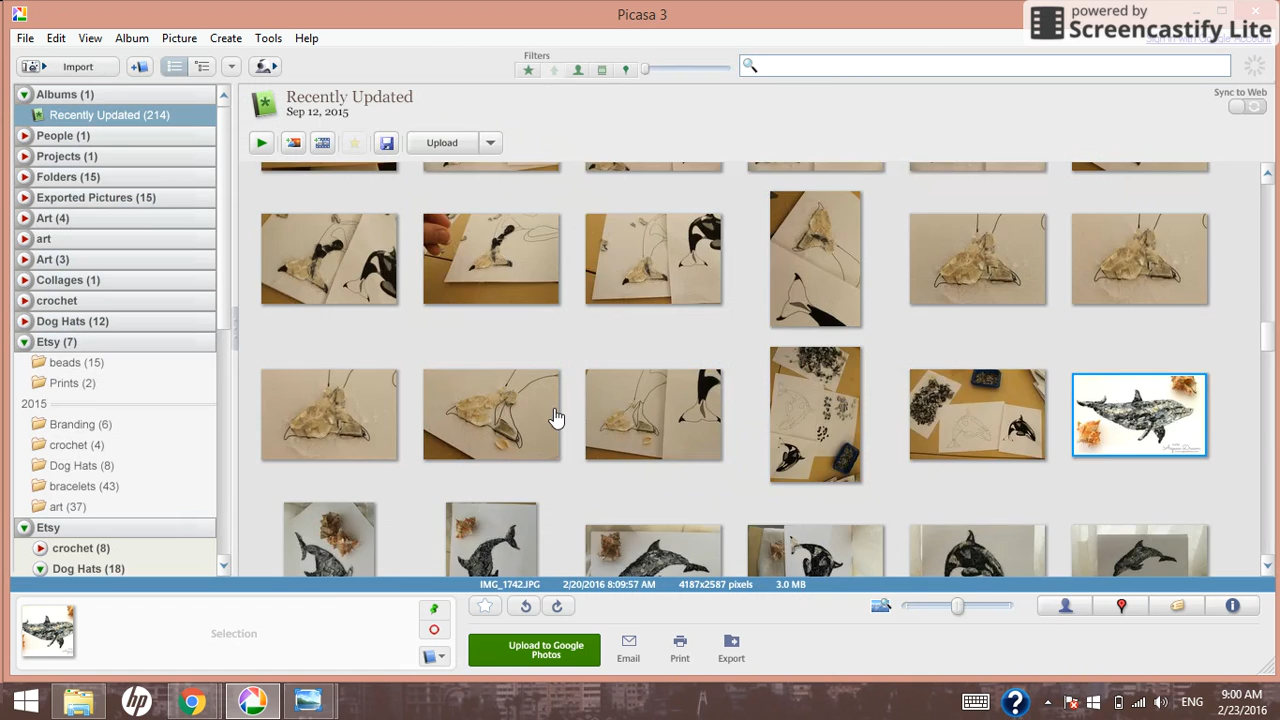 Picasa 3
powered by
Screencastify Lite
File Edit View Album Picture Create Tools Help
Import
Filters
Albums (1)
Recently Updated (214)
People (1)
Projects (1)
Folders (15)
Exported Pictures (15)
Art (4)
art
Art (3)
Collages (1)
crochet
Dog Hats (12)
Etsy (7)
beads (15)
Prints (2)
2015
Branding (6)
crochet (4)
Dog Hats (8)
bracelets (43)
art (37)
Etsy
crochet (8)
Dog Hats (18)
Recently Updated
Sep 12, 2015
Sync to Web
Upload
IMG_1742.JPG 2/20/2016 8:09:57 AM 4187x2587 pixels 3.0 MB
Selection
Upload to Google
Photos
Email
Print
Export
ENG
9:00 AM
2/23/2016